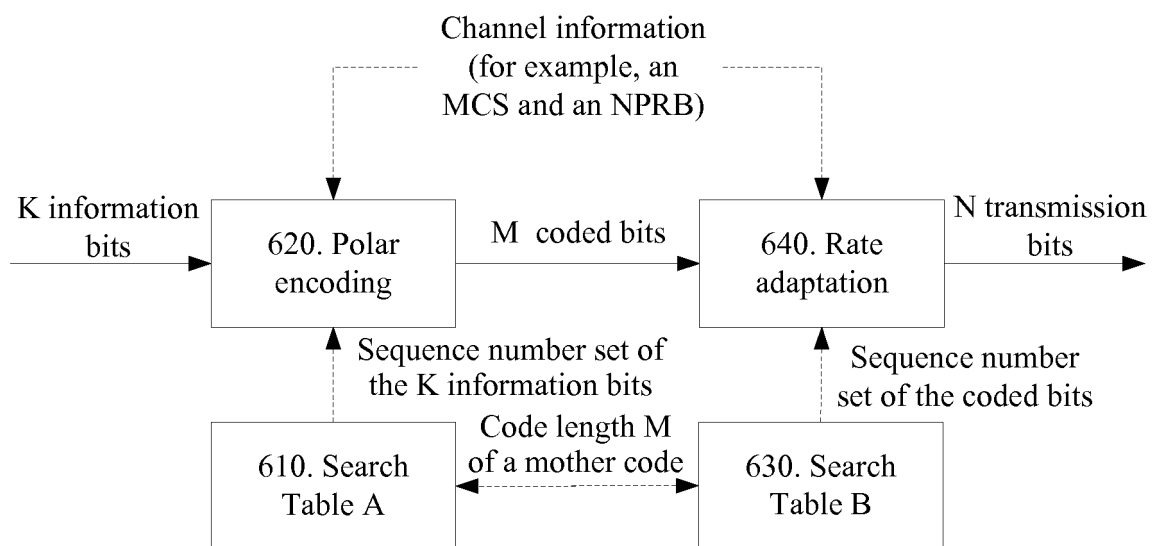 Channel information
(for example, an
MCS and an NPRB)
K information
bits
620. Polar
encoding
M coded bits
640. Rate
adaptation
N transmission
bits
Sequence number set of
the K information bits
Sequence number
set of the coded bits
610. Search
Table A
Code length M
of a mother code
630. Search
Table B